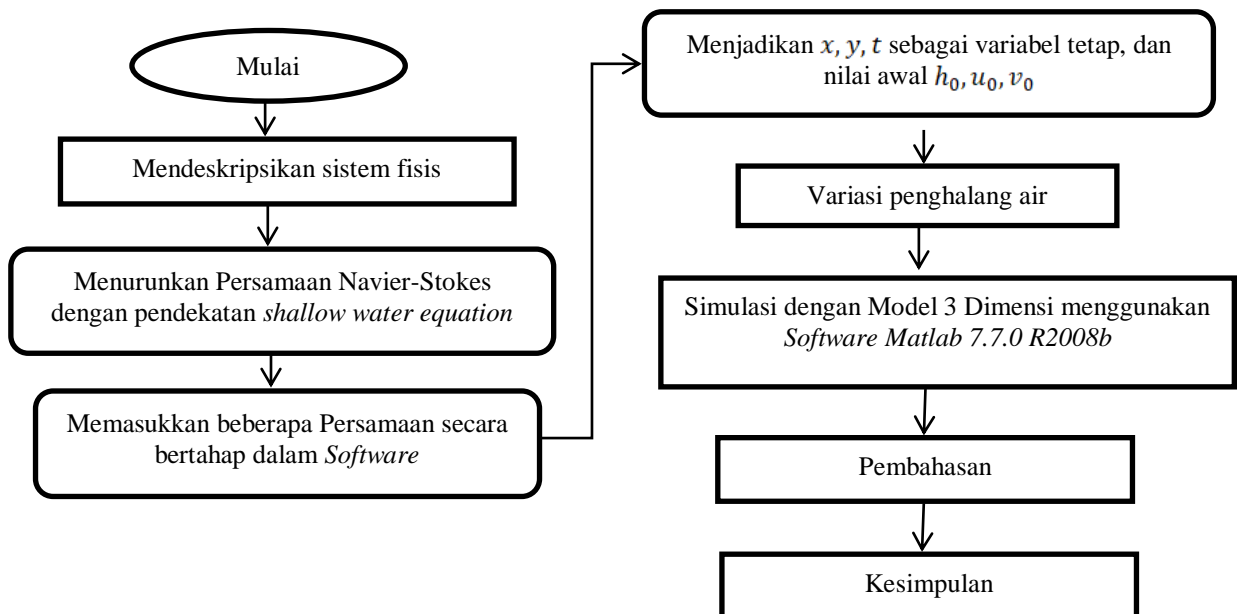 Mulai
Mendeskripsikan sistem fisis
Menurunkan Persamaan Navier-Stokes
dengan pendekatan shallow water equation
Memasukkan beberapa Persamaan secara
bertahap dalam Software
Menjadikan x, y, t sebagai variabel tetap, dan
nilai awal h₀, u₀, v₀
Variasi penghalang air
Simulasi dengan Model 3 Dimensi menggunakan
Software Matlab 7.7.0 R2008b
Pembahasan
Kesimpulan